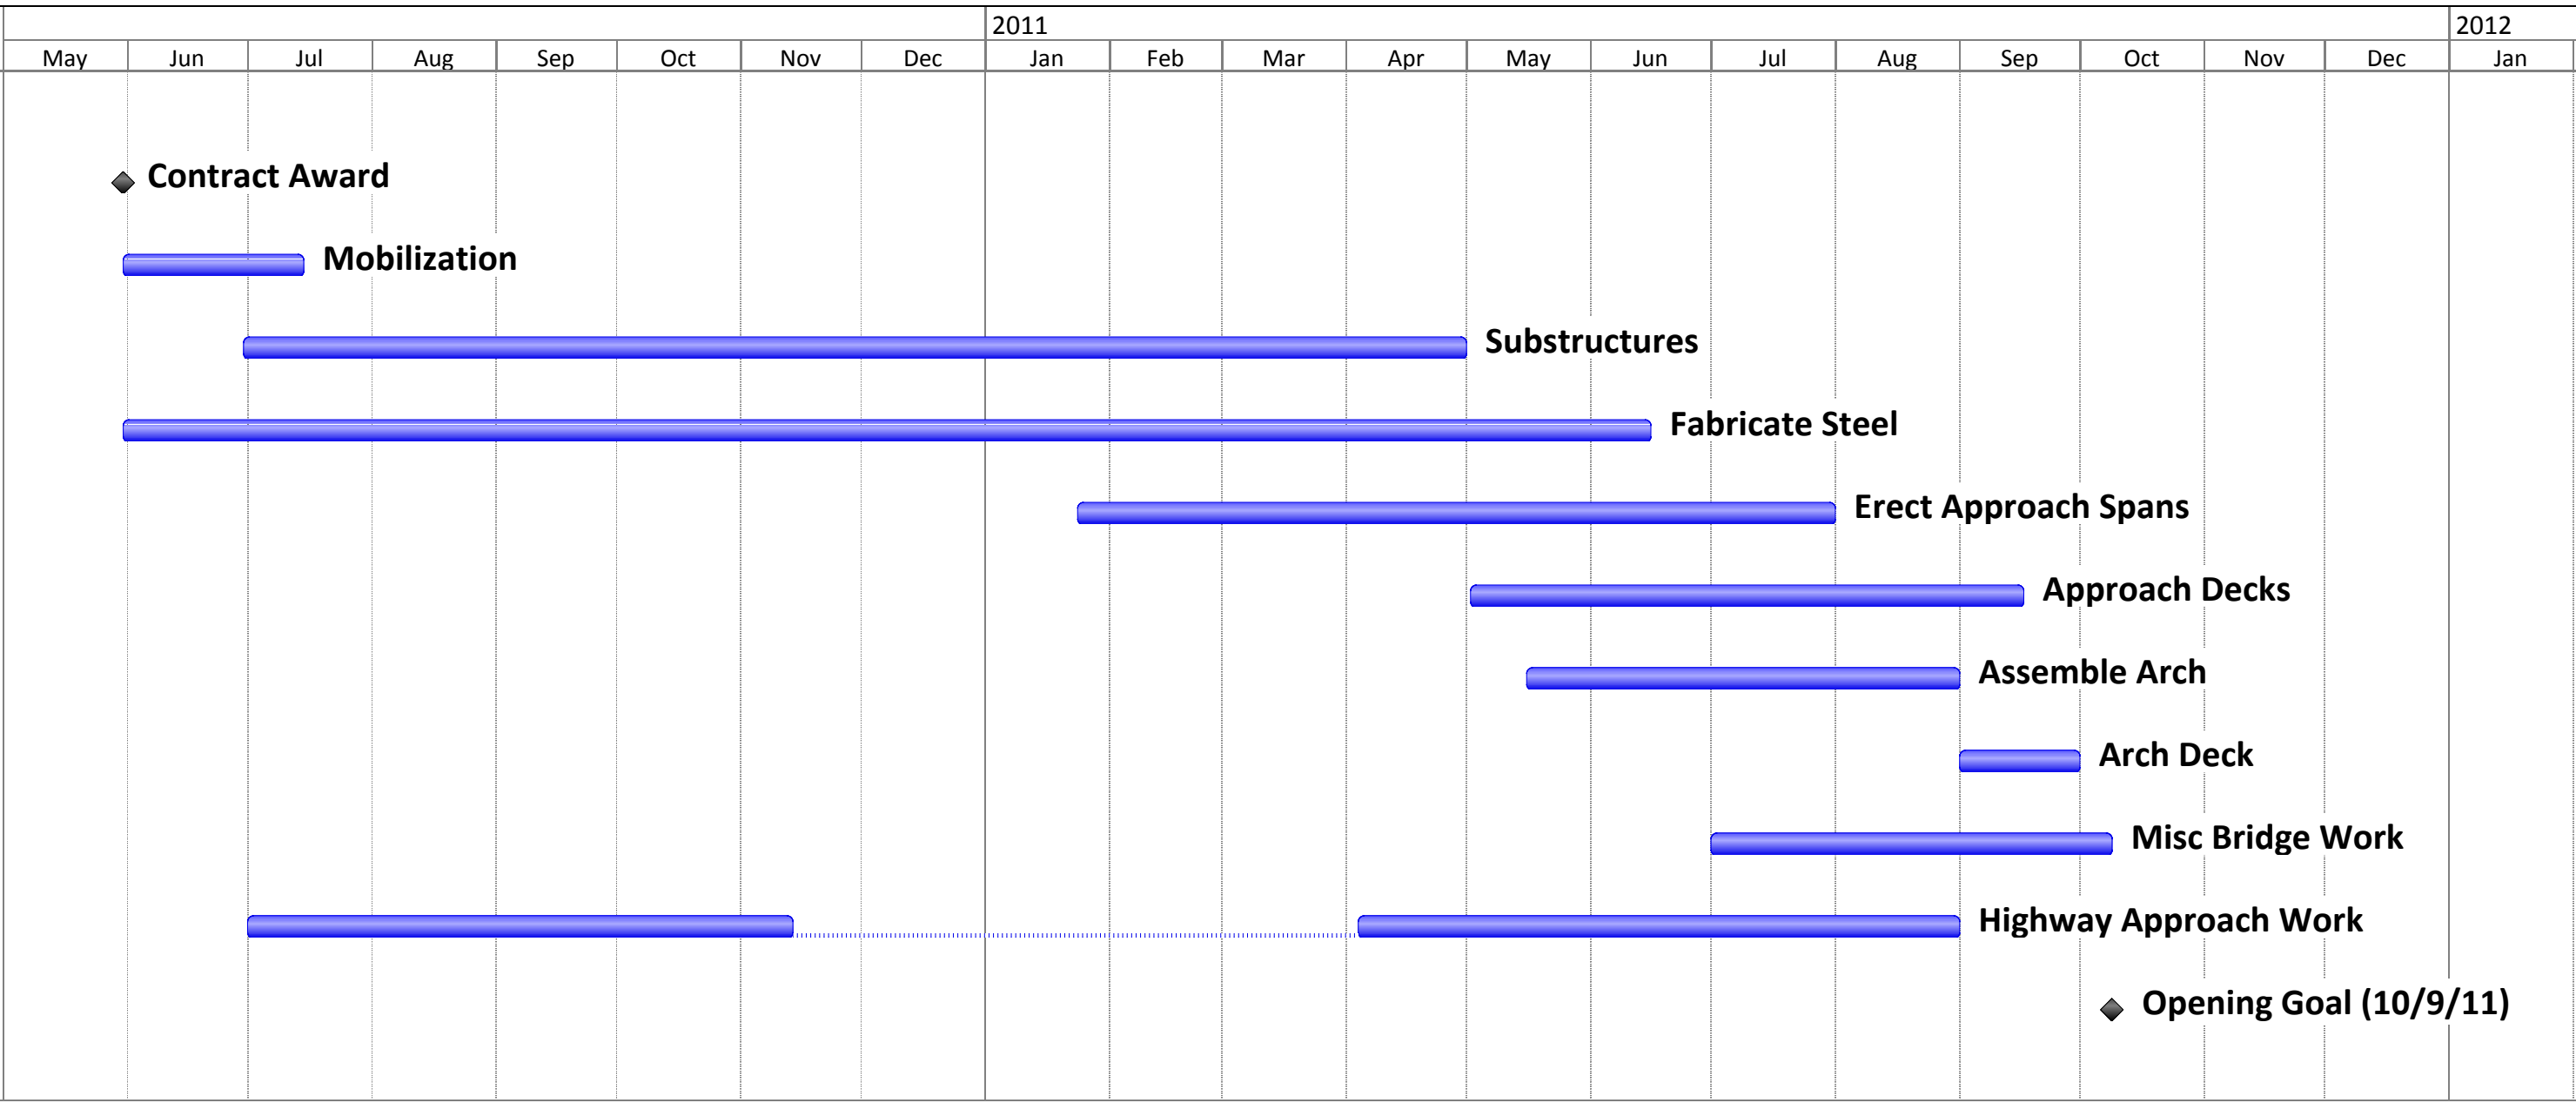 2011 2012
May Jun Jul Aug Sep Oct Nov Dec Jan Feb Mar Apr May Jun Jul Aug Sep Oct Nov Dec Jan
Contract Award
Mobilization
Substructures
Fabricate Steel
Erect Approach Spans
Approach Decks
Assemble Arch
Arch Deck
Misc Bridge Work
Highway Approach Work
Opening Goal (10/9/11)